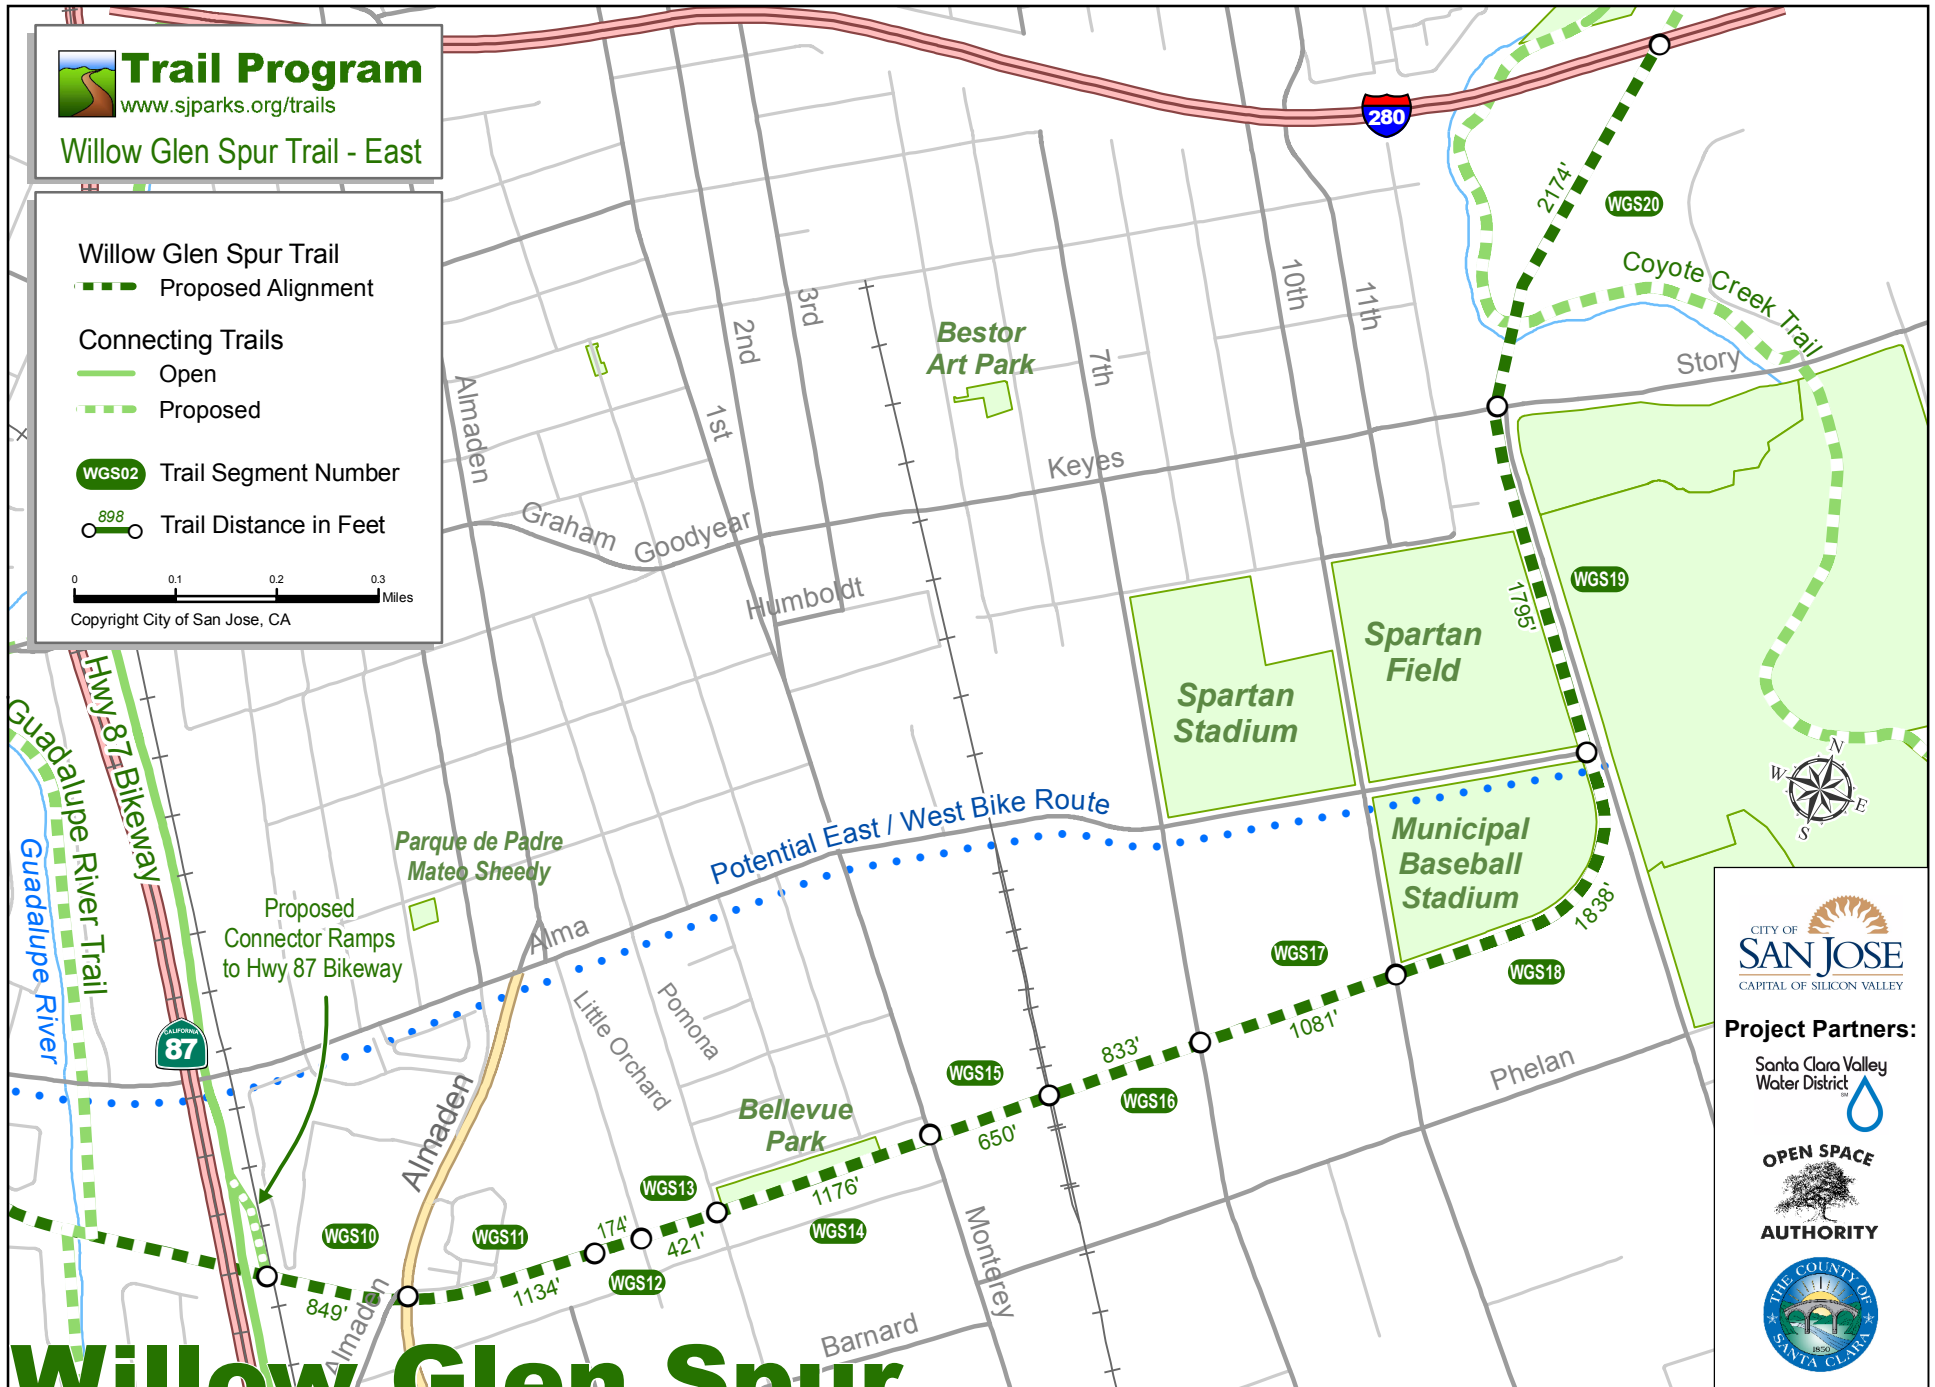 Trail Program
www.sjparks.org/trails
Willow Glen Spur Trail - East
Willow Glen Spur Trail
Proposed Alignment
Connecting Trails
Open
Proposed
WGS02 Trail Segment Number
898 Trail Distance in Feet
0 0.1 0.2 0.3
Miles
Copyright City of San Jose, CA
280
2174'
WGS20
Coyote Creek Trail
Story
10th
11th
3rd
2nd
1st
7th
Almaden
Bestor
Art Park
Keyes
Graham
Goodyear
Humboldt
WGS19
1795'
Spartan
Field
Spartan
Stadium
Hwy 87 Bikeway
Guadalupe River Trail
Guadalupe River
N
W
E
S
Potential East / West Bike Route
Municipal
Baseball
Stadium
1838'
Parque de Padre
Mateo Sheedy
Proposed
Connector Ramps
to Hwy 87 Bikeway
Alma
CALIFORNIA
87
Little Orchard
Pomona
Almaden
WGS17
WGS18
1081'
833'
WGS15
WGS16
650'
Phelan
Bellevue
Park
WGS13
1176'
WGS14
174'
421'
WGS12
WGS10
WGS11
1134'
849'
Almaden
Monterey
Barnard
CITY OF
SAN JOSE
CAPITAL OF SILICON VALLEY
Project Partners:
Santa Clara Valley
Water District
SM
OPEN SPACE
AUTHORITY
THE COUNTY OF
SANTA CLARA
1850
Willow Glen Spur